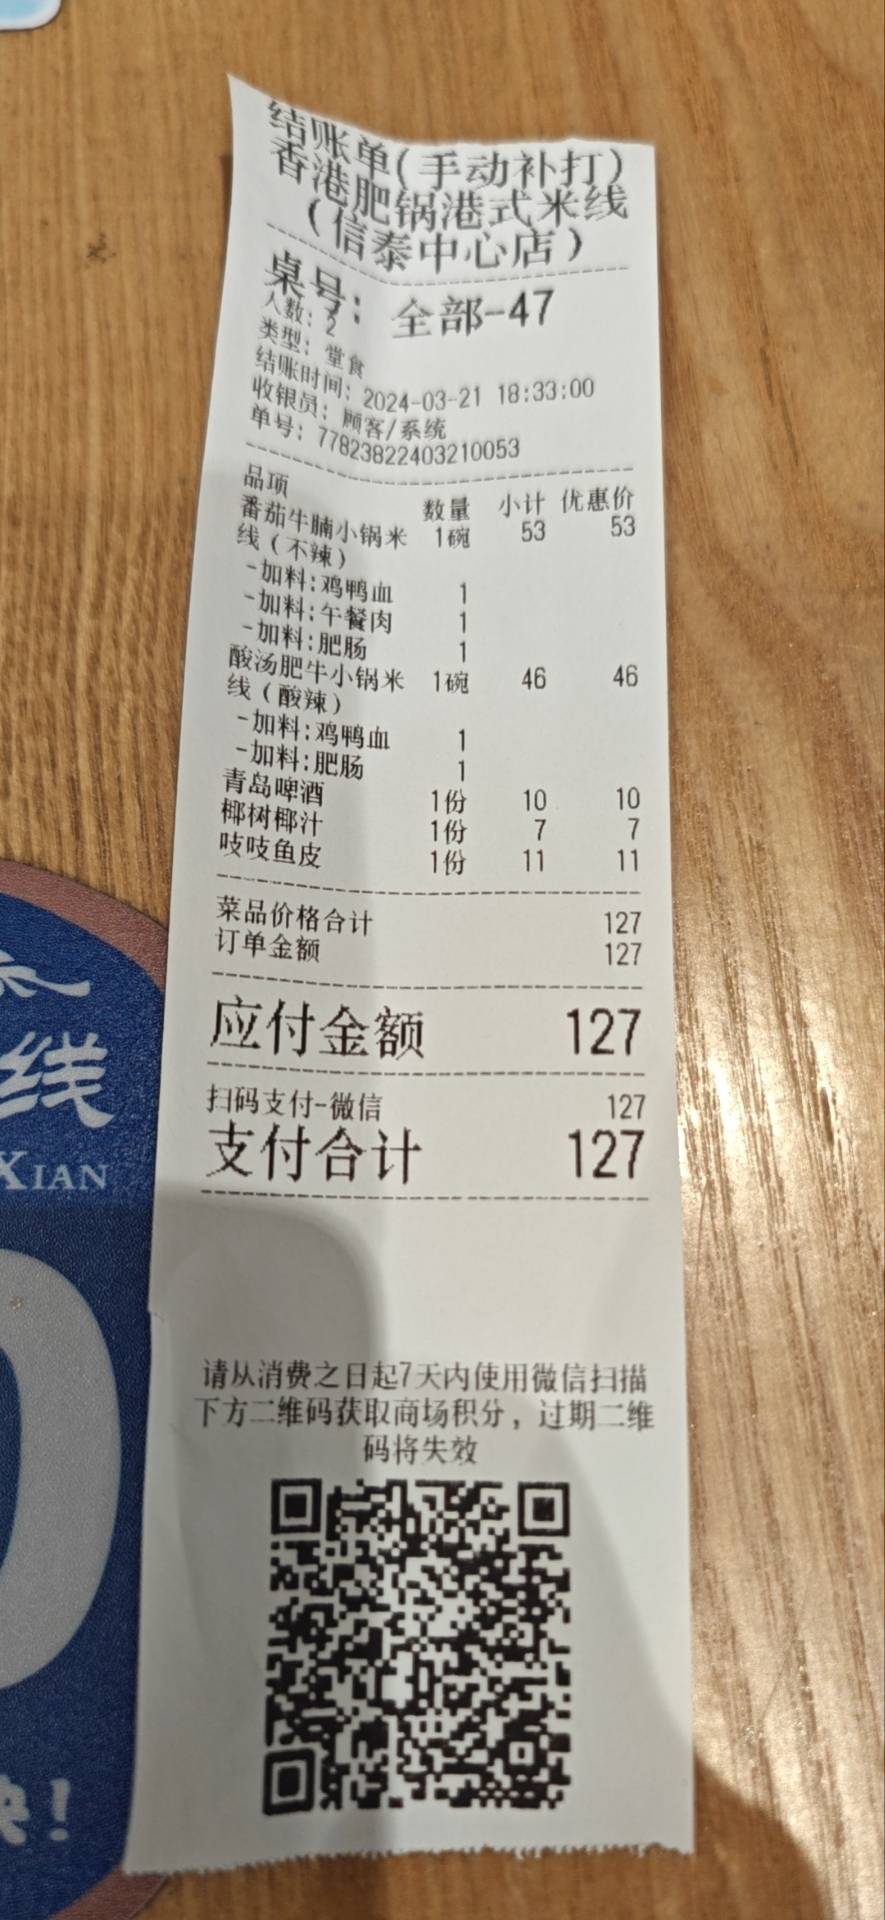 结账单(手动补打)
香港肥锅港式米线
(信泰中心店)
桌号: 全部-47
人数: 2
类型: 堂食
结账时间: 2024-03-21 18:33:00
收银员: 顾客/系统
单号: 77823822403210053
品项 数量 小计 优惠价
番茄牛腩小锅米 1碗 53 53
线(不辣)
-加料:鸡鸭血 1
-加料:午餐肉 1
-加料:肥肠 1
酸汤肥牛小锅米 1碗 46 46
线(酸辣)
-加料:鸡鸭血 1
-加料:肥肠 1
青岛啤酒 1份 10 10
椰树椰汁 1份 7 7
吱吱鱼皮 1份 11 11
菜品价格合计 127
订单金额 127
应付金额 127
扫码支付-微信 127
支付合计 127
请从消费之日起7天内使用微信扫描
下方二维码获取商场积分，过期二维
码将失效
线
XIAN